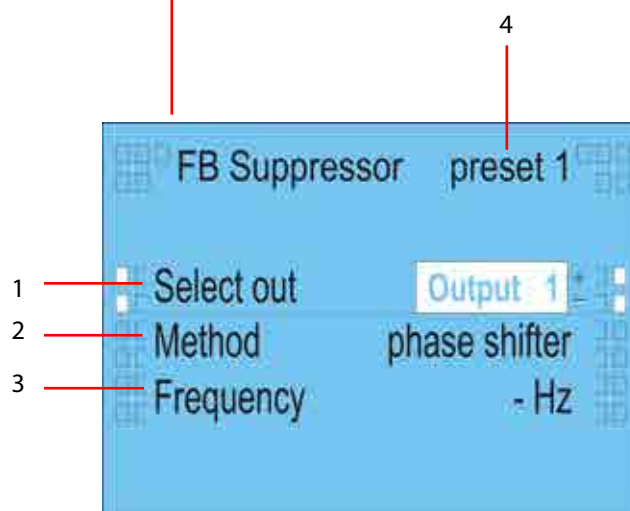 4
FB Suppressor preset 1
1
Select out Output 1 + -
2
Method phase shifter
3
Frequency - Hz